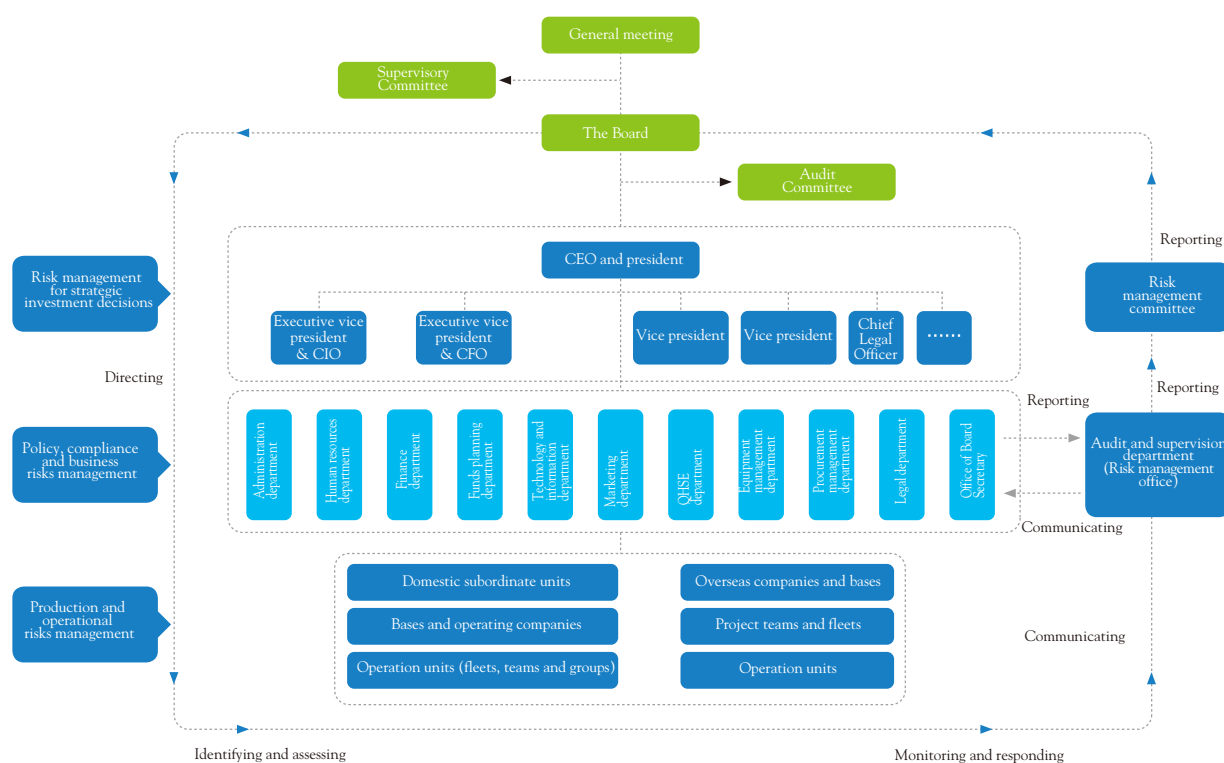 General meeting
Supervisory
Committee
The Board
Audit
Committee
CEO and president
Reporting
Risk management
for strategic
investment decisions
Risk
management
committee
Executive vice
president
& CIO
Executive vice
president
& CFO
Vice president
Vice president
Chief
Legal
Officer
......
Directing
Reporting
Reporting
Policy, compliance
and business
risks management
Administration
department
Human resources
department
Finance
department
Funds planning
department
Technology and
information
department
Marketing
department
QHSE
department
Equipment
management
department
Procurement
management
department
Legal department
Office of Board
Secretary
Audit and supervision
department
(Risk management
office)
Communicating
Domestic subordinate units
Overseas companies and bases
Production and
operational
risks management
Bases and operating companies
Project teams and fleets
Communicating
Operation units (fleets, teams and groups)
Operation units
Identifying and assessing
Monitoring and responding